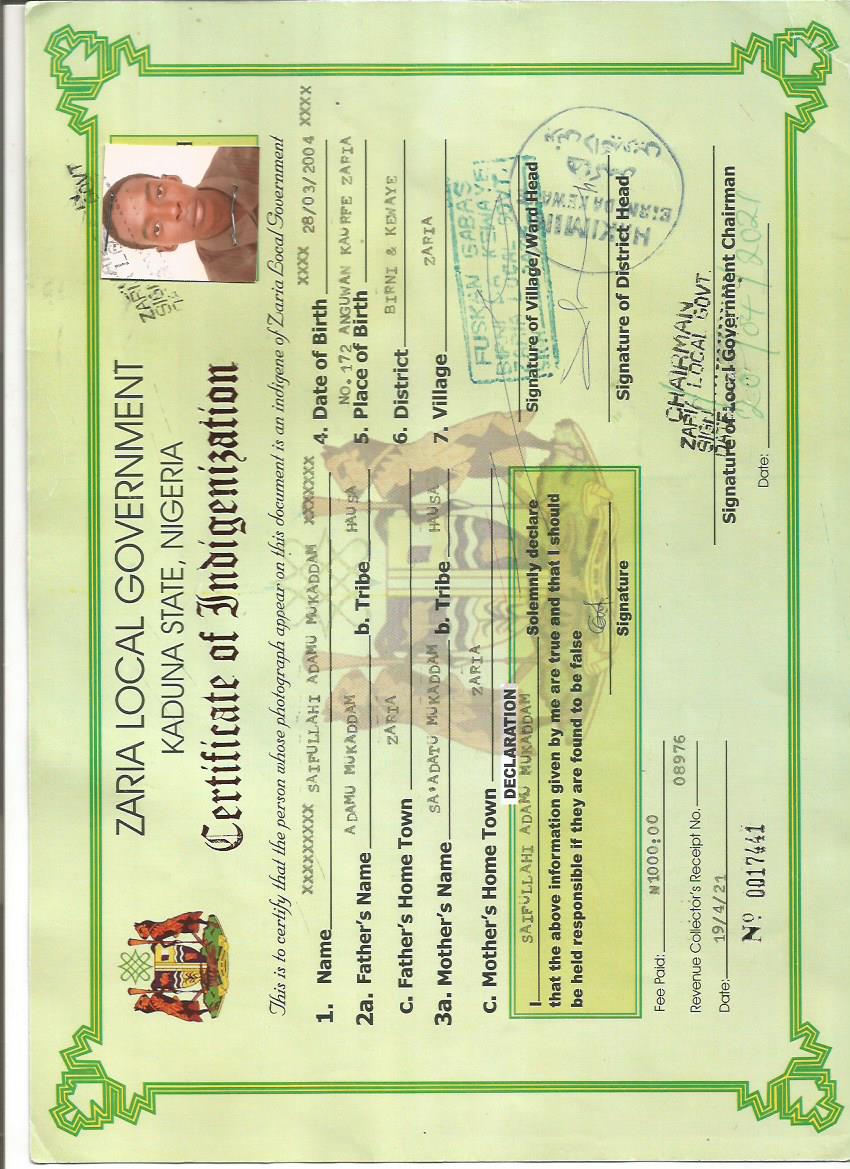 ZARIA LOCAL GOVERNMENT
KADUNA STATE, NIGERIA
Certificate of Indigenization
This is to certify that the person whose photograph appear on this document is an indigene of Zaria Local Government
1. Name XXXXXXXXX SAIFULLAHI ADAMU MUKADDAM XXXXXXX
2a. Father's Name ADAMU MUKADDAM b. Tribe HAUSA
C. Father's Home Town ZARIA
3a. Mother's Name SA'ADATU MUKADDAM b. Tribe HAUSA
C. Mother's Home Town ZARIA
4. Date of Birth XXXX 28/03/2004 XXXX
NO. 172 ANGUWAN KAURFE ZARIA
5. Place of Birth
6. District BIRNI & KEWAYE
7. Village ZARIA
DECLARATION
I SAIFULLAHI ADAMU MUKADDAM Solemnly declare
that the above information given by me are true and that I should
be held responsible if they are found to be false
Signature
FUSKAN GABAS
Signature of Village/Ward Head
HAKIMIN
Signature of District Head
CHAIRMAN
ZARIA LOCAL GOVT.
SIGN
Signature of Local Government Chairman
Date:
Fee Paid: ₦1000:00
Revenue Collector's Receipt No. 08976
Date: 19/4/21
Nº 0017441